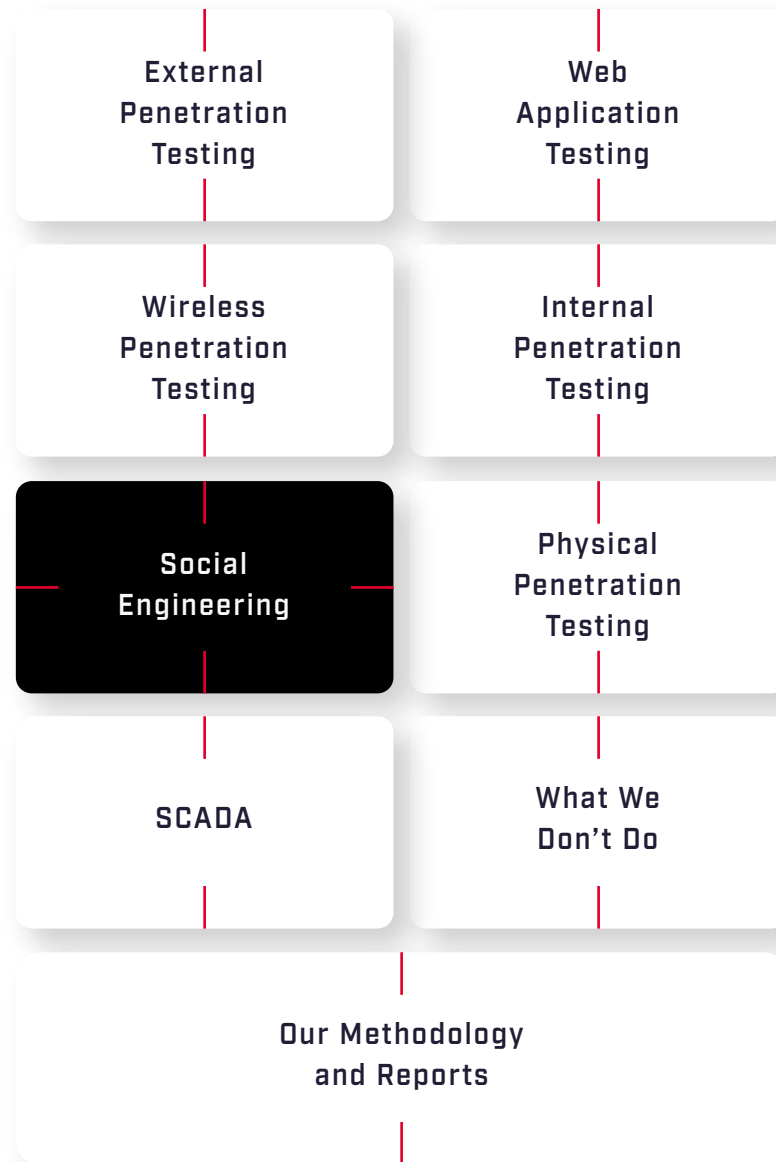 External
Penetration
Testing
Web
Application
Testing
Wireless
Penetration
Testing
Internal
Penetration
Testing
Social
Engineering
Physical
Penetration
Testing
SCADA
What We
Don’t Do
Our Methodology
and Reports